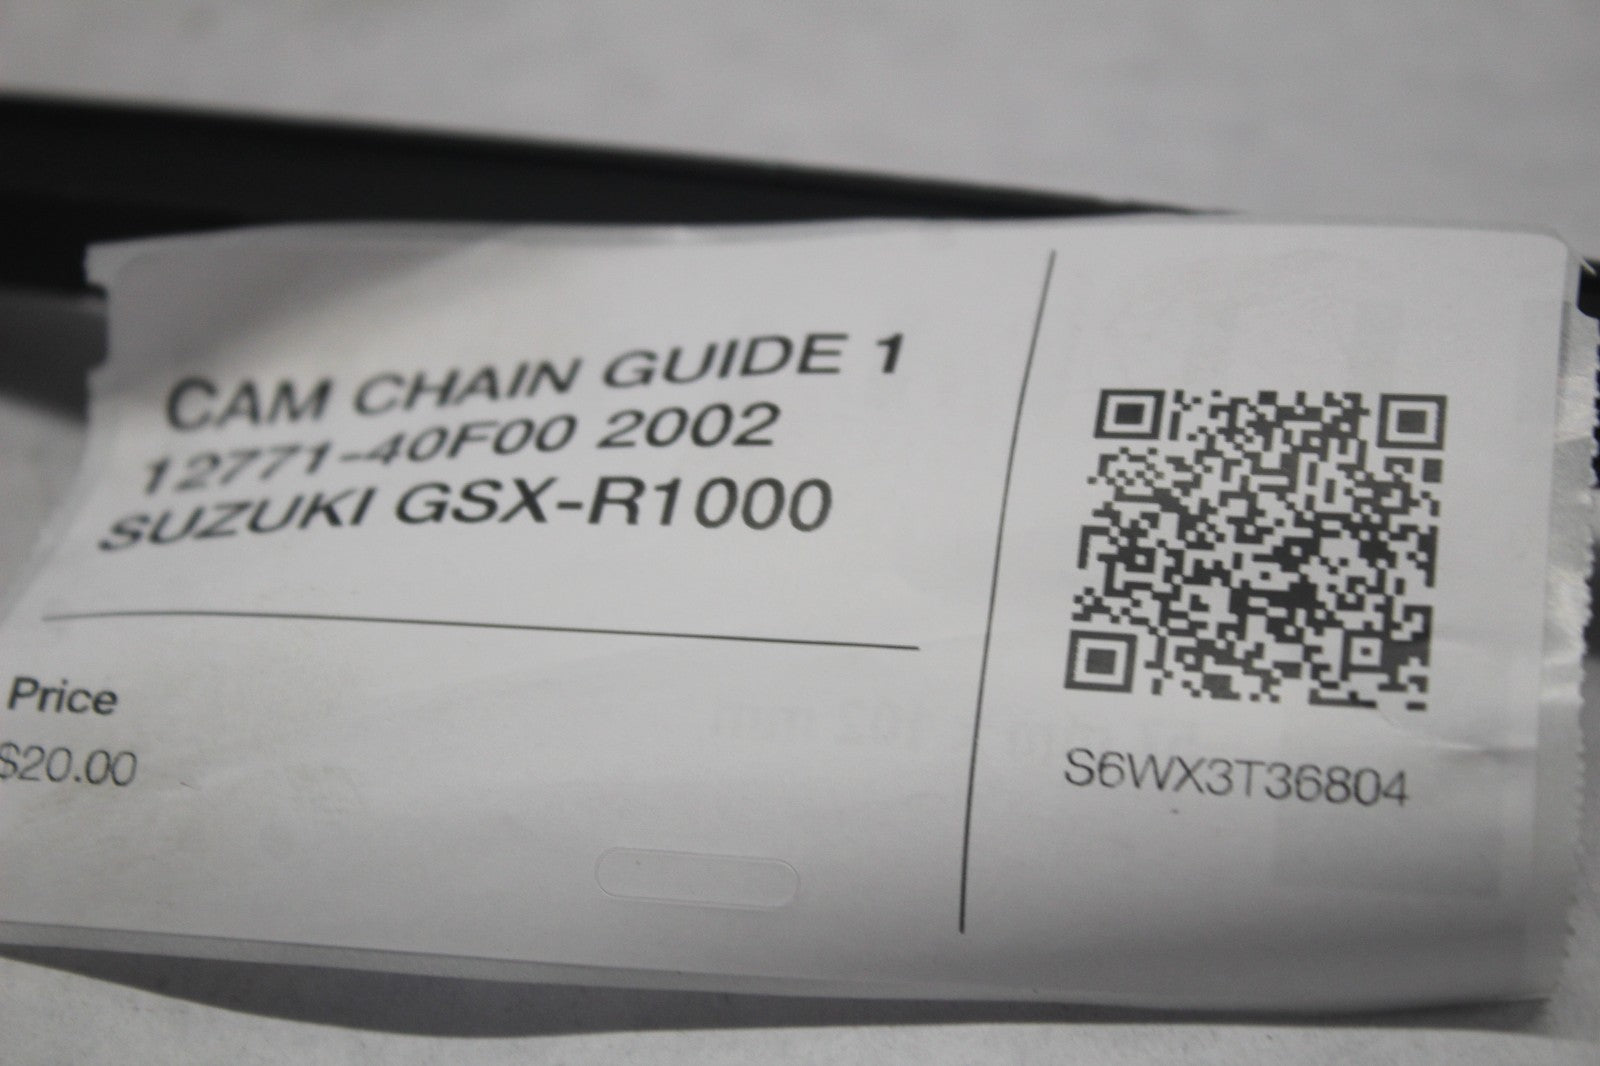 CAM CHAIN GUIDE 1
12771-40F00 2002
SUZUKI GSX-R1000
Price
$20.00
S6WX3T36804